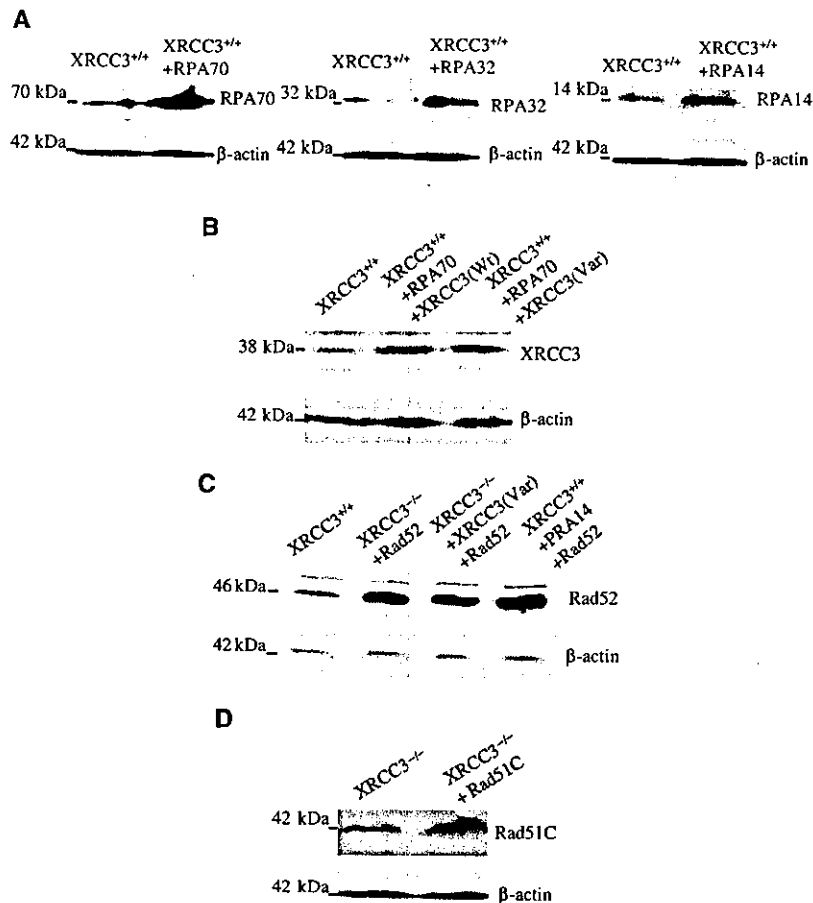 A
XRCC3+/+
XRCC3+/+
+RPA70
70 kDa
RPA70
42 kDa
β-actin
XRCC3+/+
XRCC3+/+
+RPA32
32 kDa
RPA32
42 kDa
β-actin
XRCC3+/+
XRCC3+/+
+RPA14
14 kDa
RPA14
42 kDa
β-actin
B
XRCC3+/+
XRCC3+/+
+RPA70
+XRCC3(Wt)
XRCC3+/+
+RPA70
+XRCC3(Var)
38 kDa
XRCC3
42 kDa
β-actin
C
XRCC3+/+
XRCC3−/−
+Rad52
XRCC3−/−
+XRCC3(Var)
+Rad52
XRCC3+/+
+PRA14
+Rad52
46 kDa
Rad52
42 kDa
β-actin
D
XRCC3−/−
XRCC3−/−
+Rad51C
42 kDa
Rad51C
42 kDa
β-actin